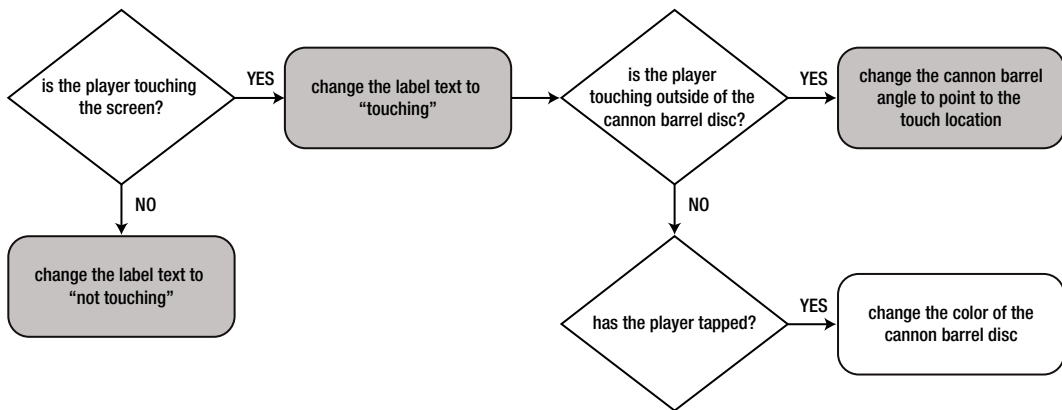 is the player touching
the screen?
YES
change the label text to
“touching”
is the player
touching outside of the
cannon barrel disc?
YES
change the cannon barrel
angle to point to the
touch location
NO
change the label text to
“not touching”
NO
has the player tapped?
YES
change the color of the
cannon barrel disc